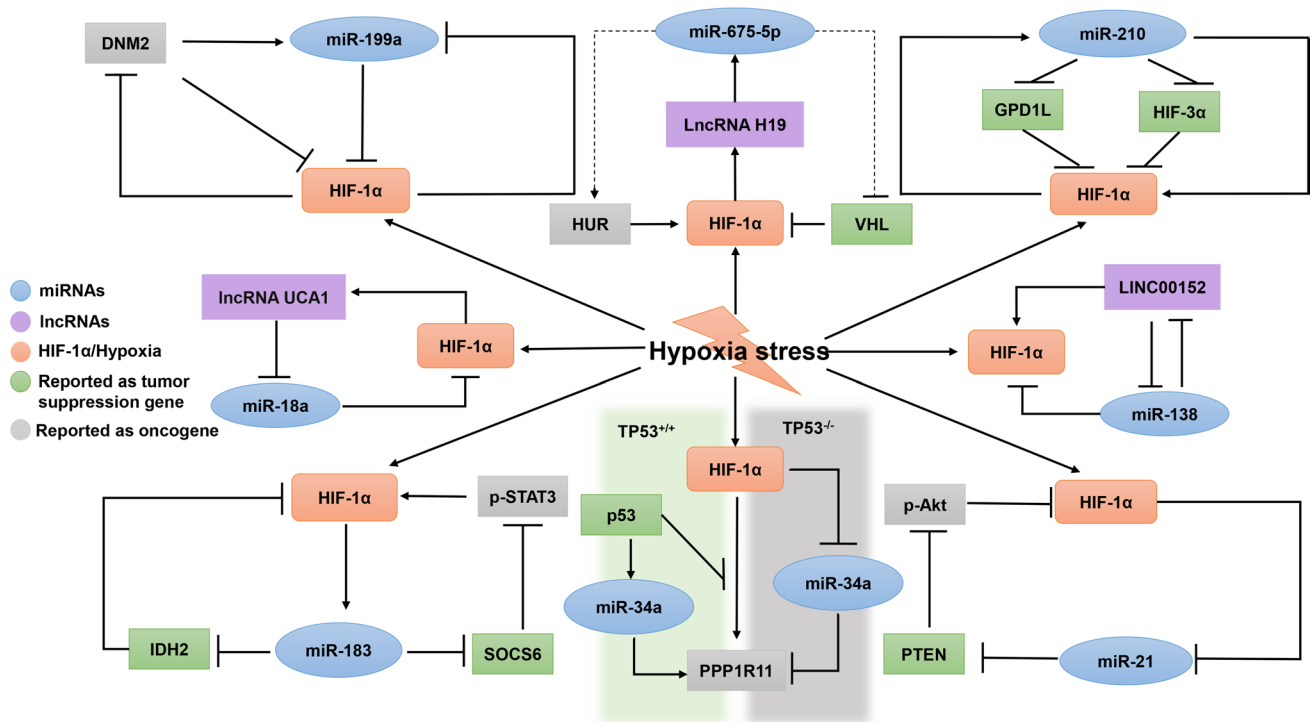 DNM2
miR-199a
HIF-1α
miR-675-5p
LncRNA H19
HUR
HIF-1α
VHL
miR-210
GPD1L
HIF-3α
HIF-1α
miRNAs
lncRNAs
HIF-1α/Hypoxia
Reported as tumor
suppression gene
Reported as oncogene
lncRNA UCA1
HIF-1α
miR-18a
Hypoxia stress
LINC00152
HIF-1α
miR-138
HIF-1α
p-STAT3
IDH2
miR-183
SOCS6
TP53+/+
TP53-/-
HIF-1α
p53
miR-34a
miR-34a
PPP1R11
p-Akt
HIF-1α
PTEN
miR-21